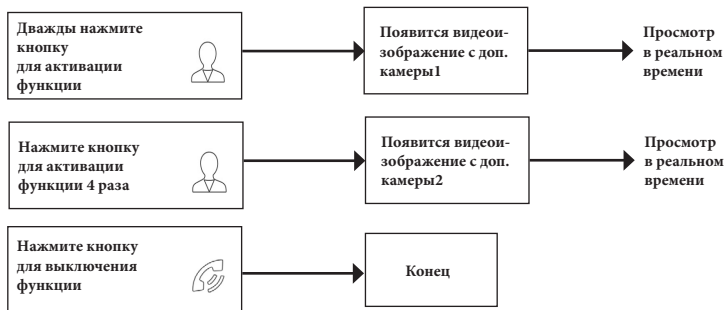 Дважды нажмите
кнопку
для активации
функции
Появится видеои-
зображение с доп.
камеры1
Просмотр
в реальном
времени
Нажмите кнопку
для активации
функции 4 раза
Появится видеои-
зображение с доп.
камеры2
Просмотр
в реальном
времени
Нажмите кнопку
для выключения
функции
Конец